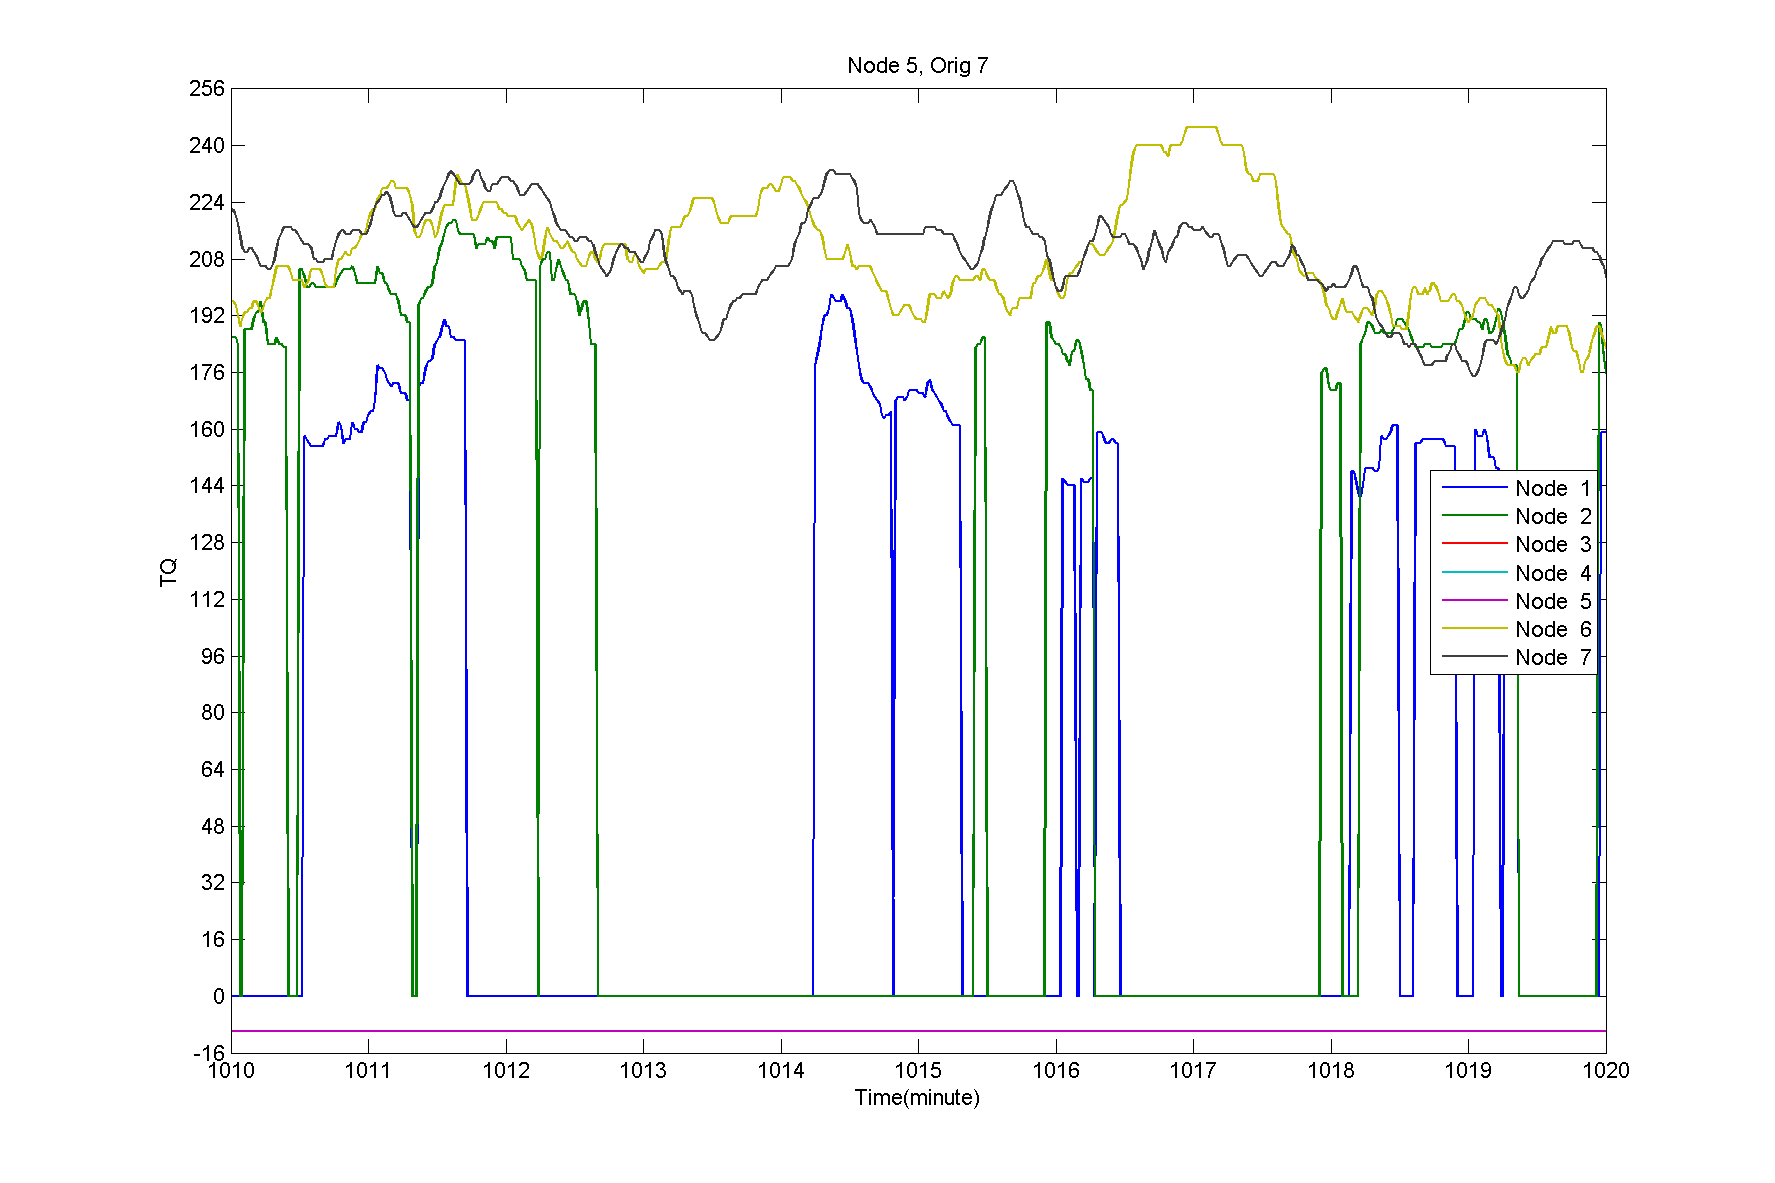 Node 5, Orig 7
256
240
224
208
192
176
160
144
128
112
96
80
64
48
32
16
0
-16
TQ
Node 1
Node 2
Node 3
Node 4
Node 5
Node 6
Node 7
1010 1011 1012 1013 1014 1015 1016 1017 1018 1019 1020
Time(minute)